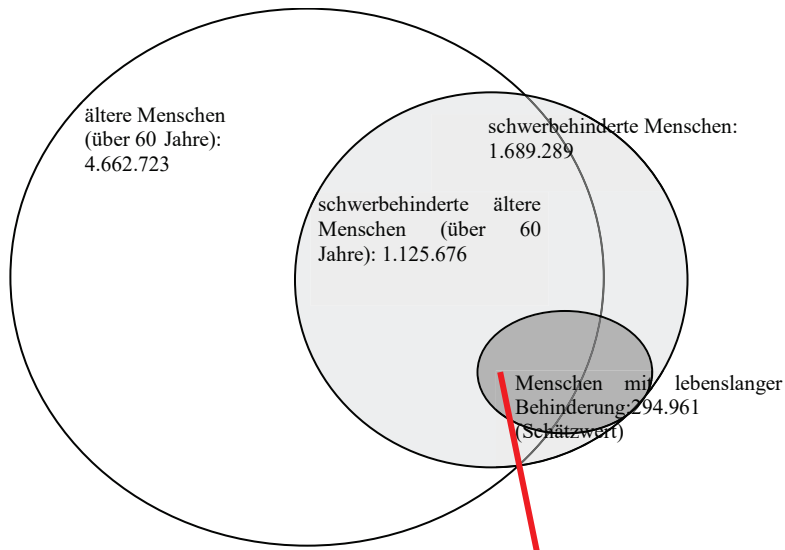 ältere Menschen
(über 60 Jahre):
4.662.723
schwerbehinderte Menschen:
1.689.289
schwerbehinderte ältere
Menschen (über 60
Jahre): 1.125.676
Menschen mit lebenslanger
Behinderung:294.961
(Schätzwert)